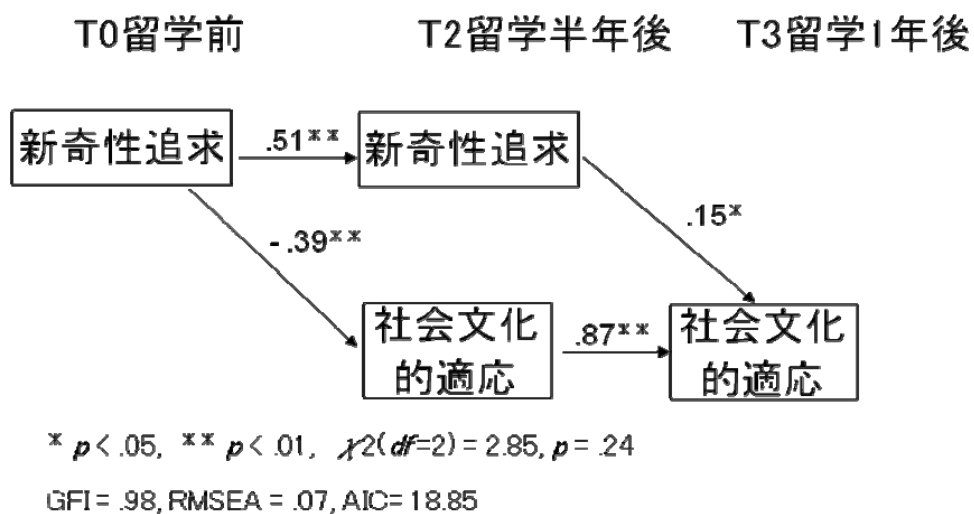 T0留学前 T2留学半年後 T3留学1年後
新奇性追求 .51** 新奇性追求
-.39** .15*
社会文化 .87** 社会文化
的適応 的適応
* p < .05, ** p < .01, χ2(df=2) = 2.85, p = .24
GFI = .98, RMSEA = .07, AIC= 18.85